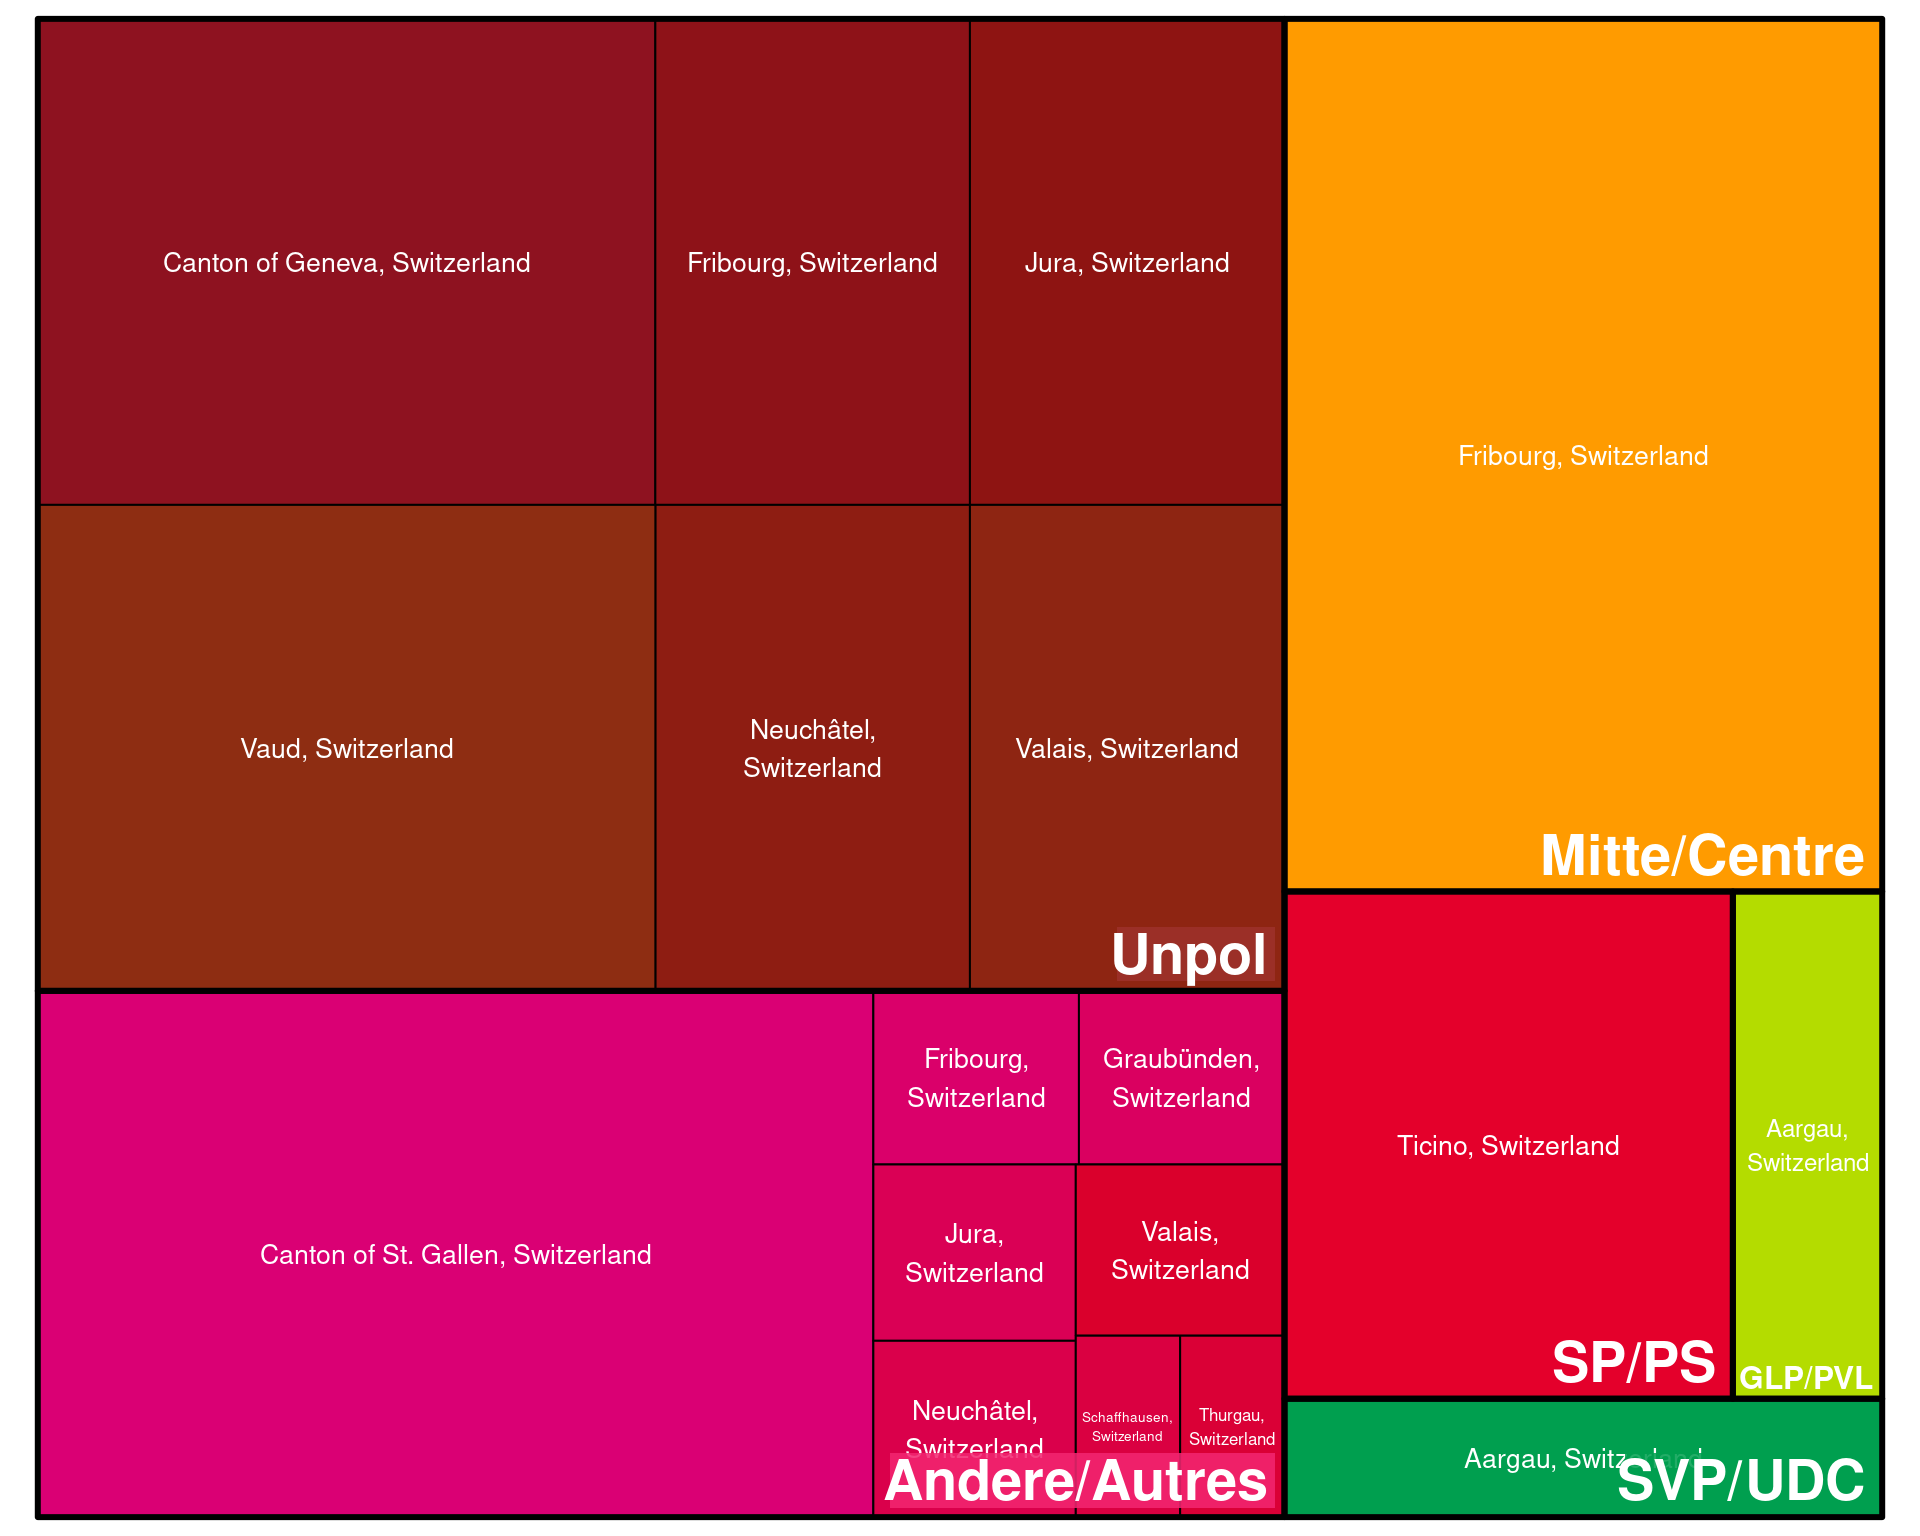 Canton of Geneva, Switzerland
Fribourg, Switzerland
Jura, Switzerland
Vaud, Switzerland
Neuchâtel,
Switzerland
Valais, Switzerland
Unpol
Fribourg, Switzerland
Mitte/Centre
Canton of St. Gallen, Switzerland
Fribourg,
Switzerland
Graubünden,
Switzerland
Jura,
Switzerland
Valais,
Switzerland
Neuchâtel,
Switzerland
Schaffhausen,
Switzerland
Thurgau,
Switzerland
Andere/Autres
Ticino, Switzerland
SP/PS
Aargau,
Switzerland
GLP/PVL
Aargau, Switzerland
SVP/UDC